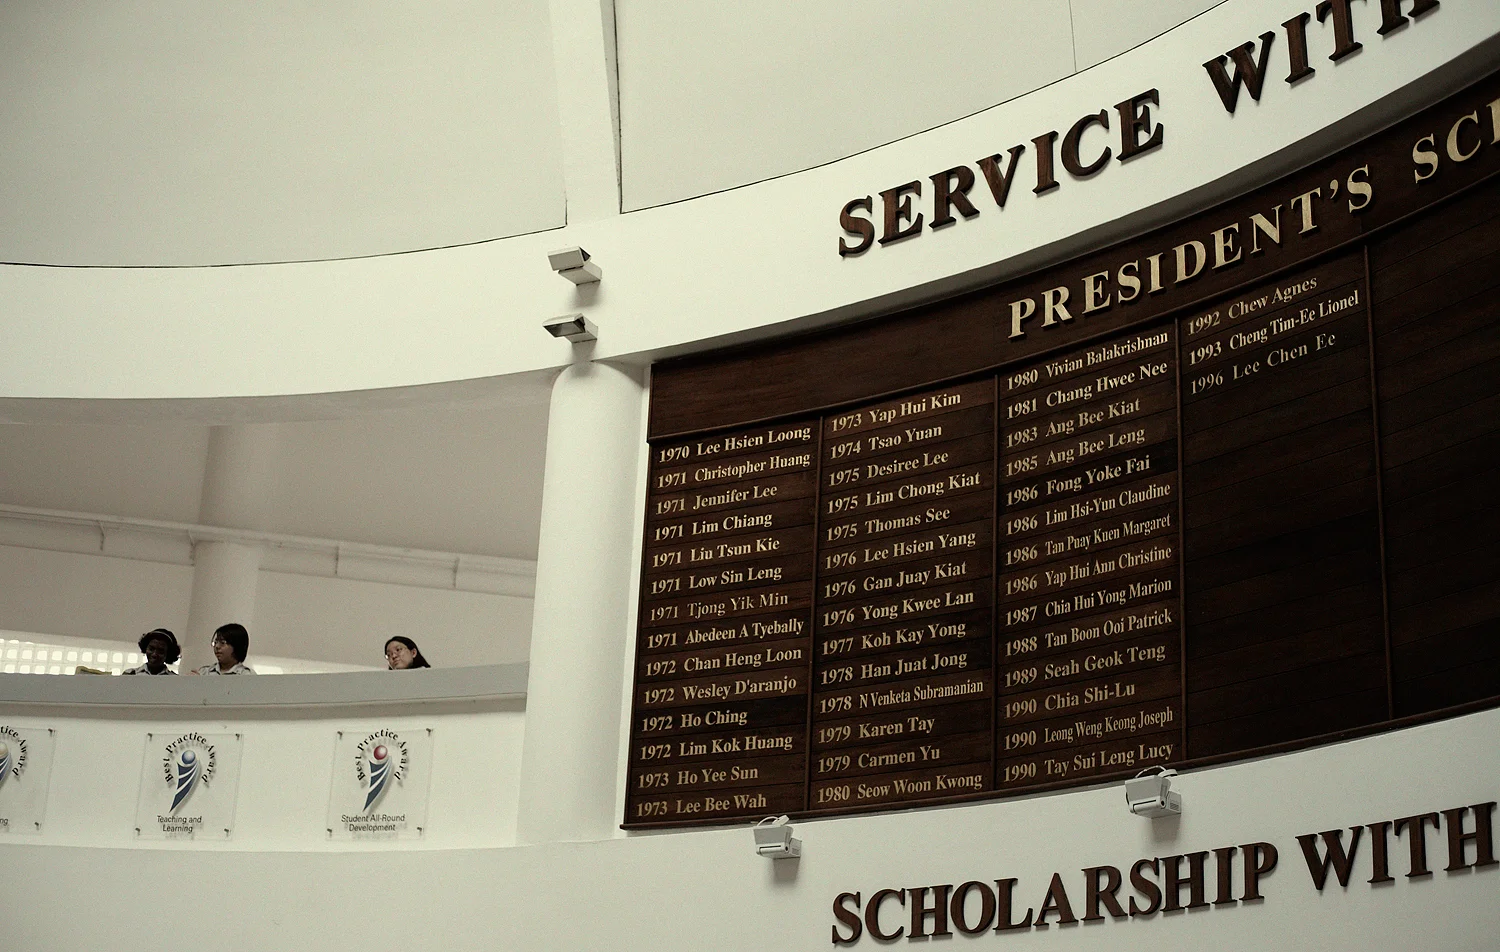 SERVICE WITH
PRESIDENT'S SC
1970 Lee Hsien Loong
1971 Christopher Huang
1971 Jennifer Lee
1971 Lim Chiang
1971 Liu Tsun Kie
1971 Low Sin Leng
1971 Tjong Yik Min
1971 Abedeen A Tyebally
1972 Chan Heng Loon
1972 Wesley D'aranjo
1972 Ho Ching
1972 Lim Kok Huang
1973 Ho Yee Sun
1973 Lee Bee Wah
1973 Yap Hui Kim
1974 Tsao Yuan
1975 Desiree Lee
1975 Lim Chong Kiat
1975 Thomas See
1976 Lee Hsien Yang
1976 Gan Juay Kiat
1976 Yong Kwee Lan
1977 Koh Kay Yong
1978 Han Juat Jong
1978 N Venketa Subramanian
1979 Karen Tay
1979 Carmen Yu
1980 Seow Woon Kwong
1980 Vivian Balakrishnan
1981 Chang Hwee Nee
1983 Ang Bee Kiat
1985 Ang Bee Leng
1986 Fong Yoke Fai
1986 Lim Hsi-Yun Claudine
1986 Tan Puay Kuen Margaret
1986 Yap Hui Ann Christine
1987 Chia Hui Yong Marion
1988 Tan Boon Ooi Patrick
1989 Seah Geok Teng
1990 Chia Shi-Lu
1990 Leong Weng Keong Joseph
1990 Tay Sui Leng Lucy
1992 Chew Agnes
1993 Cheng Tim-Ee Lionel
1996 Lee Chen Ee
SCHOLARSHIP WITH
Best Practice Award
Teaching and
Learning
Best Practice Award
Student All-Round
Development